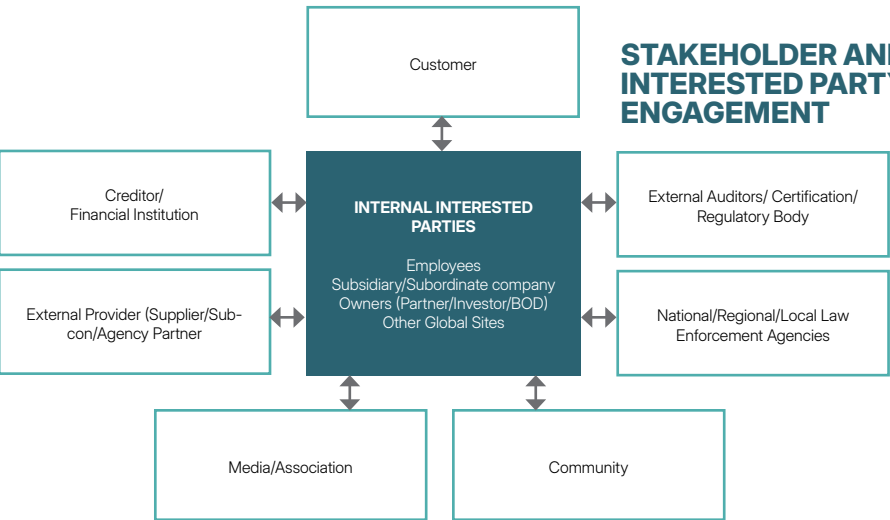 Customer
STAKEHOLDER AND
INTERESTED PARTY
ENGAGEMENT
Creditor/
Financial Institution
INTERNAL INTERESTED
PARTIES
Employees
Subsidiary/Subordinate company
Owners (Partner/Investor/BOD)
Other Global Sites
External Auditors/ Certification/
Regulatory Body
External Provider (Supplier/Sub-
con/Agency Partner
National/Regional/Local Law
Enforcement Agencies
Media/Association
Community